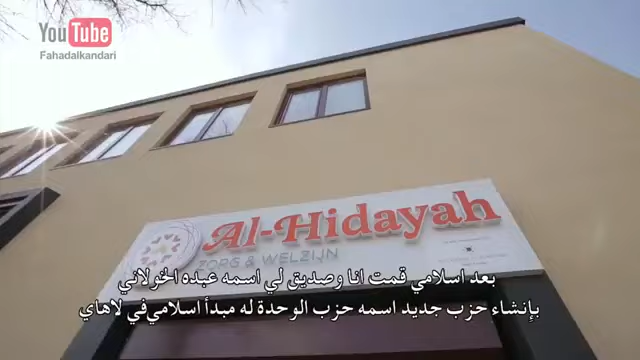 YouTube
Fahadalkandari
Al-Hidayah
ZORG & WELZIJN
بعد اسلامي قمت انا وصديق لي اسمه عبده الخولاني
بإنشاء حزب جديد اسمه حزب الوحدة له مبدأ اسلامي في لاهاي